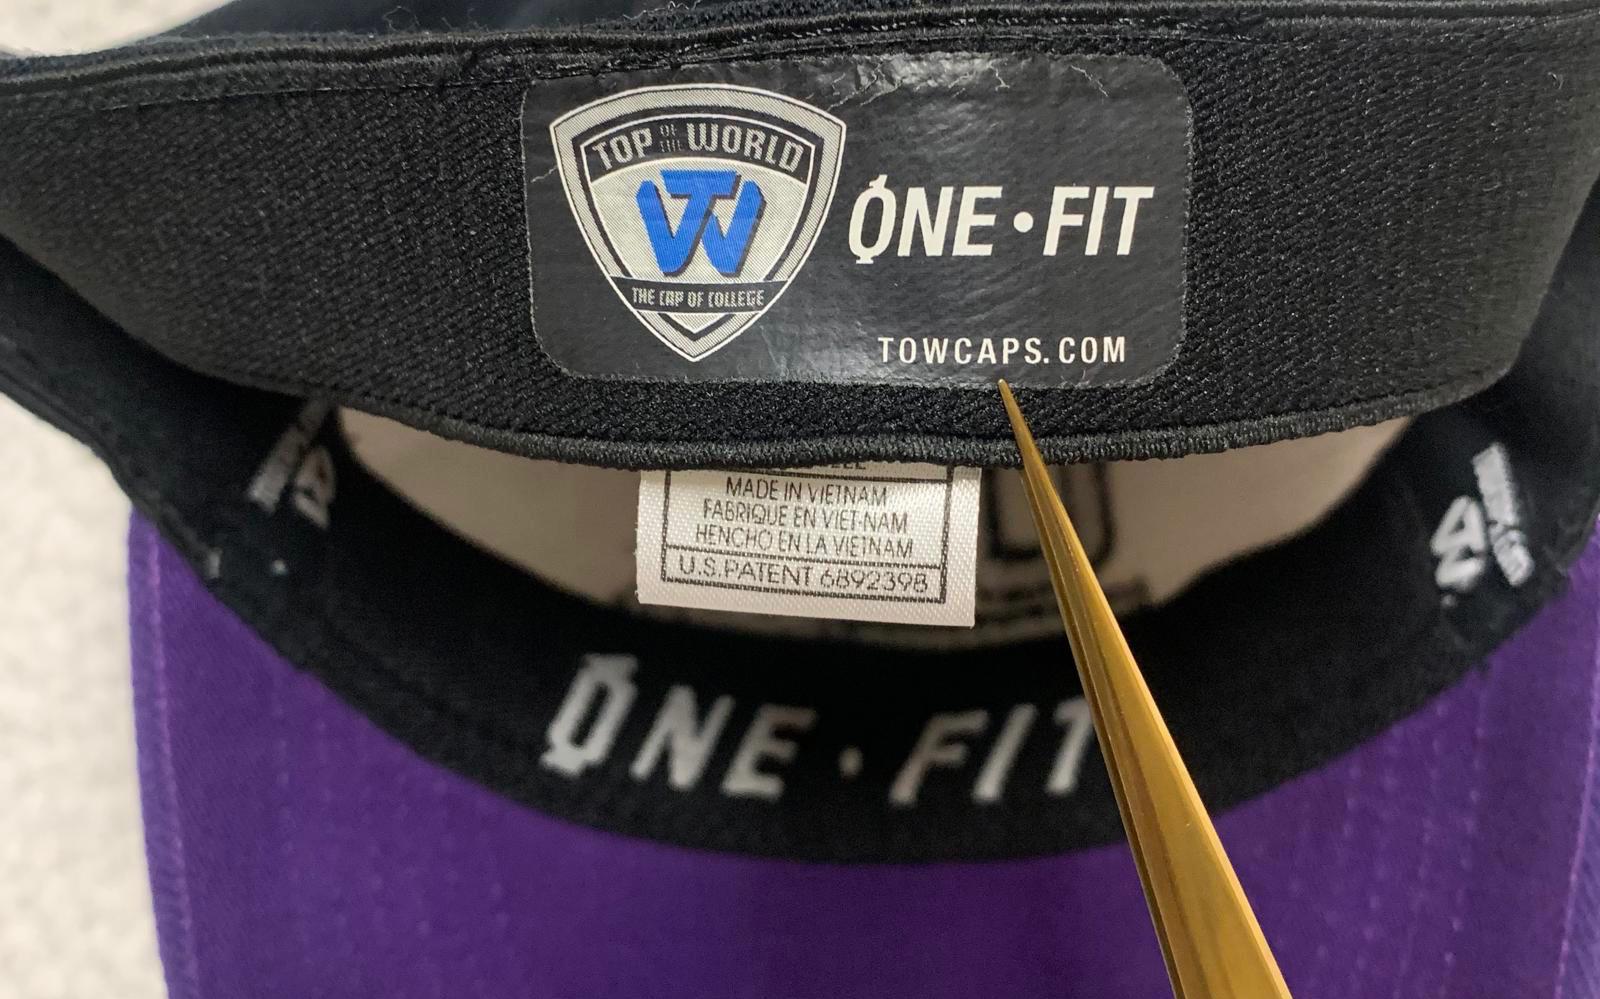 TOP OF THE WORLD
TW
THE CAP OF COLLEGE
ONE•FIT
TOWCAPS.COM
MADE IN VIETNAM
FABRIQUE EN VIET-NAM
HENCHO EN LA VIETNAM
U.S.PATENT 6892398
ONE•FIT